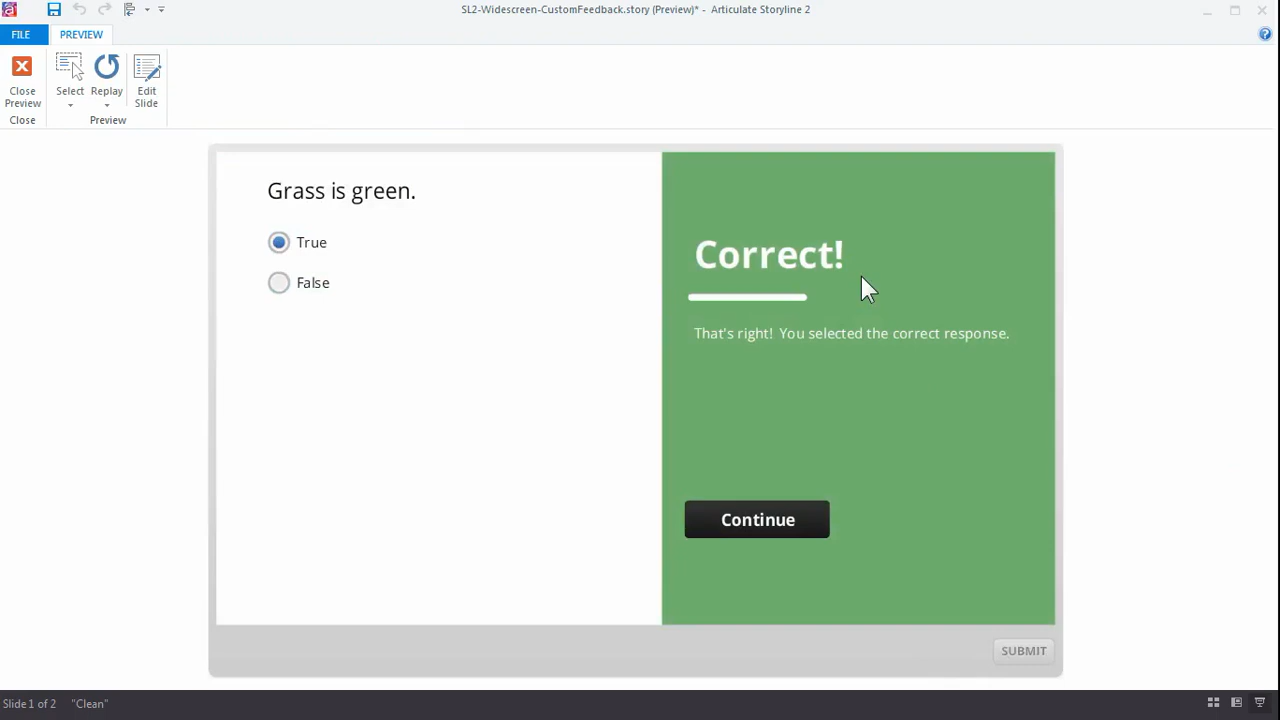 SL2-Widescreen-CustomFeedback.story (Preview)* - Articulate Storyline 2
FILE PREVIEW
Close Preview
Select
Replay
Edit Slide
Close
Preview
Grass is green.
True
False
Correct!
That's right! You selected the correct response.
Continue
SUBMIT
Slide 1 of 2 "Clean"